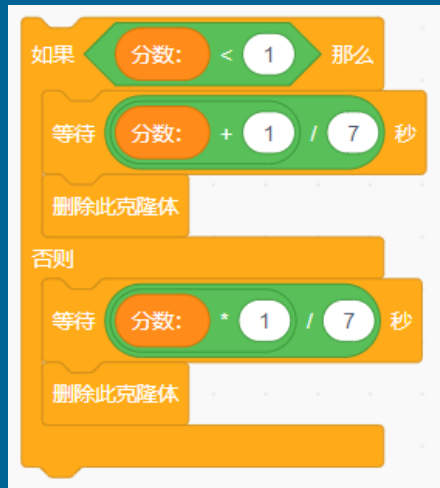 如果 分数: < 1 那么
等待 分数: + 1 / 7 秒
删除此克隆体
否则
等待 分数: * 1 / 7 秒
删除此克隆体